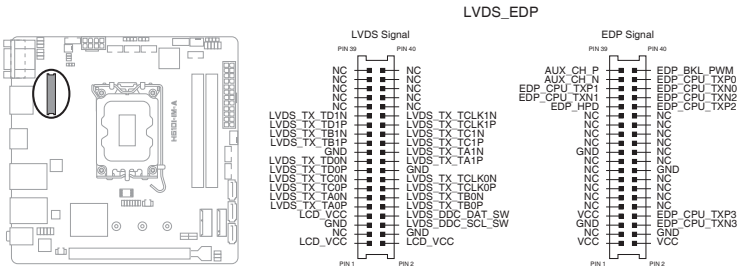 LVDS_EDP
H610I-IM-A
LVDS Signal
PIN 39 PIN 40
NC NC
NC NC
NC NC
NC NC
NC NC
LVDS_TX_TD1N LVDS_TX_TCLK1N
LVDS_TX_TD1P LVDS_TX_TCLK1P
LVDS_TX_TB1N LVDS_TX_TC1N
LVDS_TX_TB1P LVDS_TX_TC1P
GND LVDS_TX_TA1N
LVDS_TX_TD0N LVDS_TX_TA1P
LVDS_TX_TD0P GND
LVDS_TX_TC0N LVDS_TX_TCLK0N
LVDS_TX_TC0P LVDS_TX_TCLK0P
LVDS_TX_TA0N LVDS_TX_TB0N
LVDS_TX_TA0P LVDS_TX_TB0P
LCD_VCC LVDS_DDC_DAT_SW
GND LVDS_DDC_SCL_SW
NC GND
LCD_VCC LCD_VCC
PIN 1 PIN 2
EDP Signal
PIN 39 PIN 40
AUX_CH_P EDP_BKL_PWM
AUX_CH_N EDP_CPU_TXP0
EDP_CPU_TXP1 EDP_CPU_TXN0
EDP_CPU_TXN1 EDP_CPU_TXN2
EDP_HPD EDP_CPU_TXP2
NC NC
NC NC
NC NC
NC NC
GND NC
NC NC
NC GND
NC NC
NC NC
NC NC
NC NC
VCC EDP_CPU_TXP3
GND EDP_CPU_TXN3
NC GND
VCC VCC
PIN 1 PIN 2